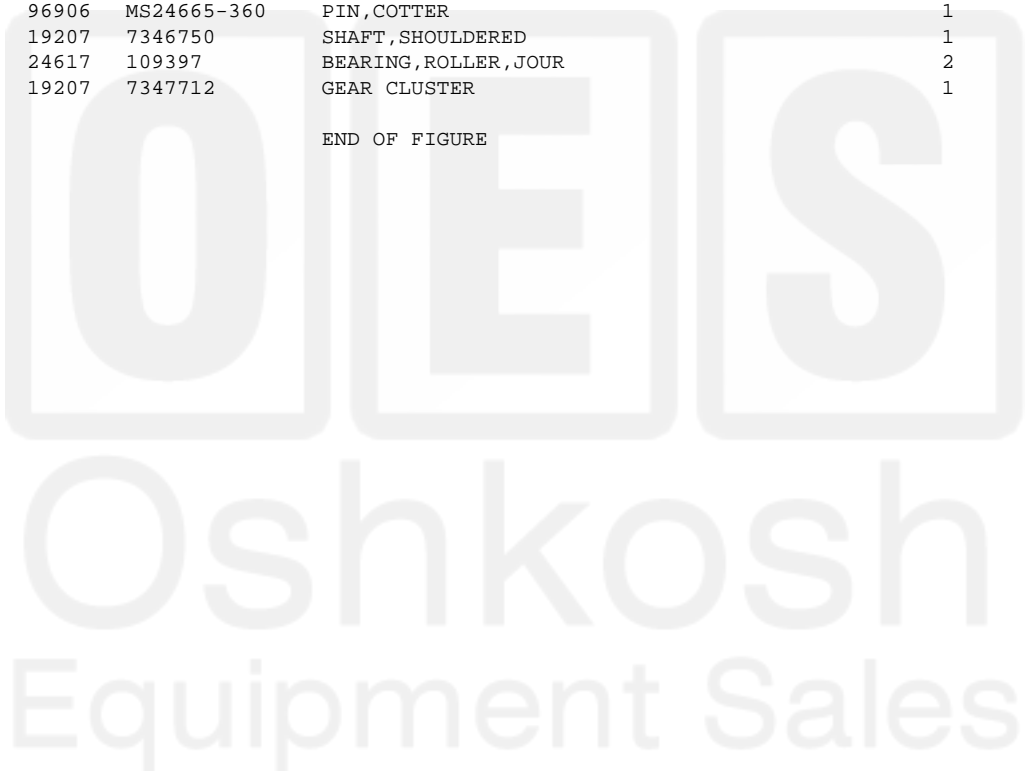 96906 MS24665-360 PIN,COTTER 1
19207 7346750 SHAFT,SHOULDERED 1
24617 109397 BEARING,ROLLER,JOUR 2
19207 7347712 GEAR CLUSTER 1
END OF FIGURE
OES
Oshkosh
Equipment Sales